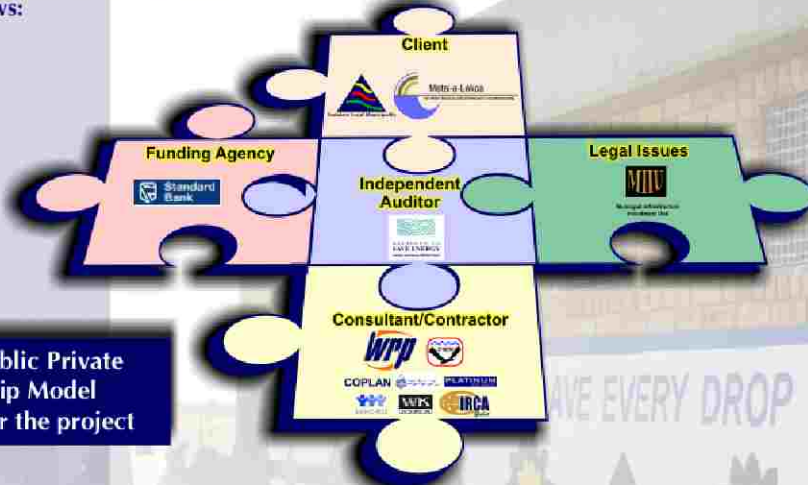 ws:
Client
Metsi-a-Lekoa
Funding Agency
Standard
Bank
Independent
Auditor
SAVE ENERGY
Legal Issues
MIIU
Consultant/Contractor
wrp
COPLAN
PLATINUM
WK
IRCA
blic Private
ip Model
r the project
AVE EVERY DROP